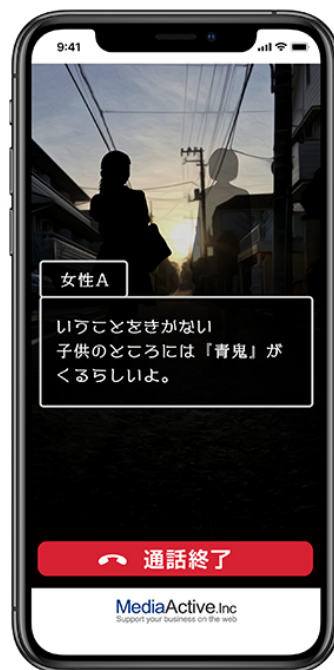 9:41
女性A
いうことをきかない
子供のところには『青鬼』が
くるらしいよ。
通話終了
MediaActive.Inc
Support your business on the web